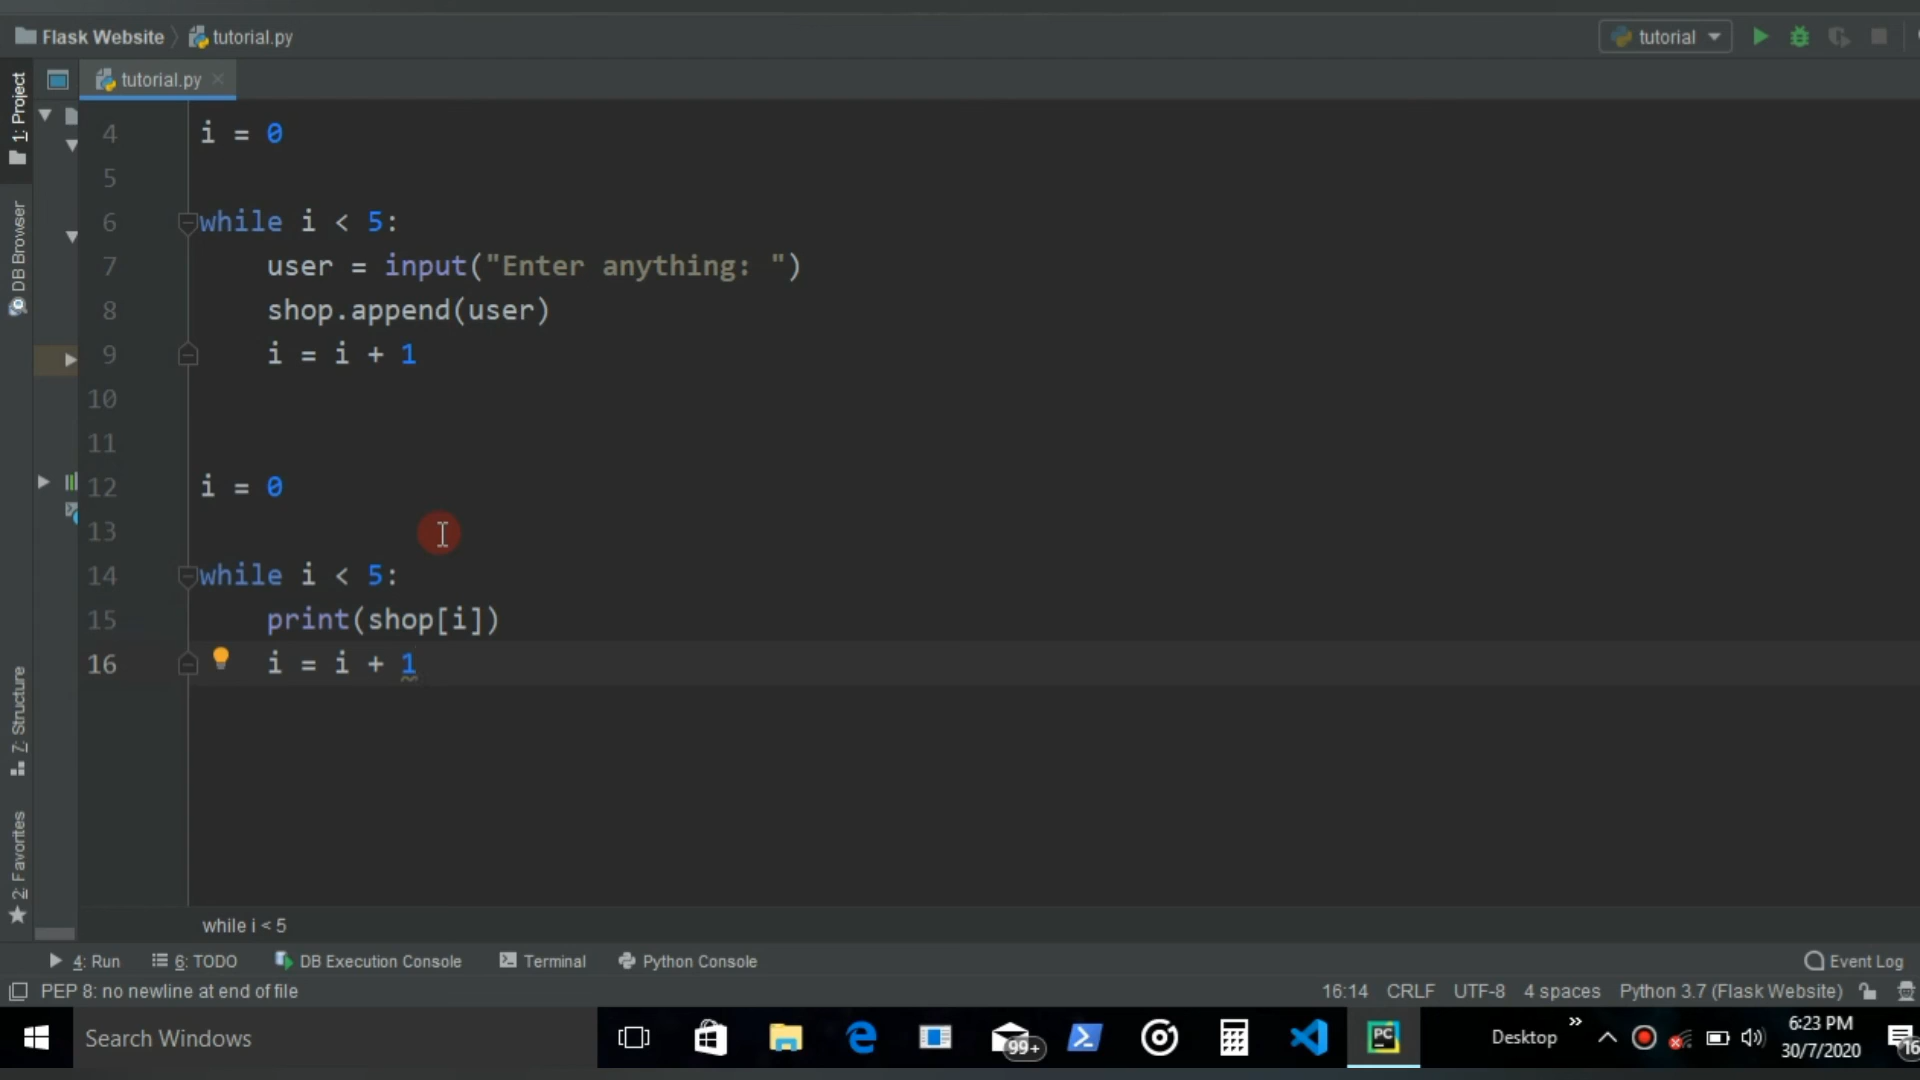 Flask Website tutorial.py
tutorial
1: Project
tutorial.py
4 i = 0
5
6 while i < 5:
7 user = input("Enter anything: ")
8 shop.append(user)
9 i = i + 1
10
11
12 i = 0
13
14 while i < 5:
15 print(shop[i])
16 i = i + 1
DB Browser
7: Structure
2: Favorites
while i < 5
4: Run 6: TODO DB Execution Console Terminal Python Console Event Log
PEP 8: no newline at end of file 16:14 CRLF UTF-8 4 spaces Python 3.7 (Flask Website)
Search Windows 99+ PC Desktop 6:23 PM
30/7/2020 16